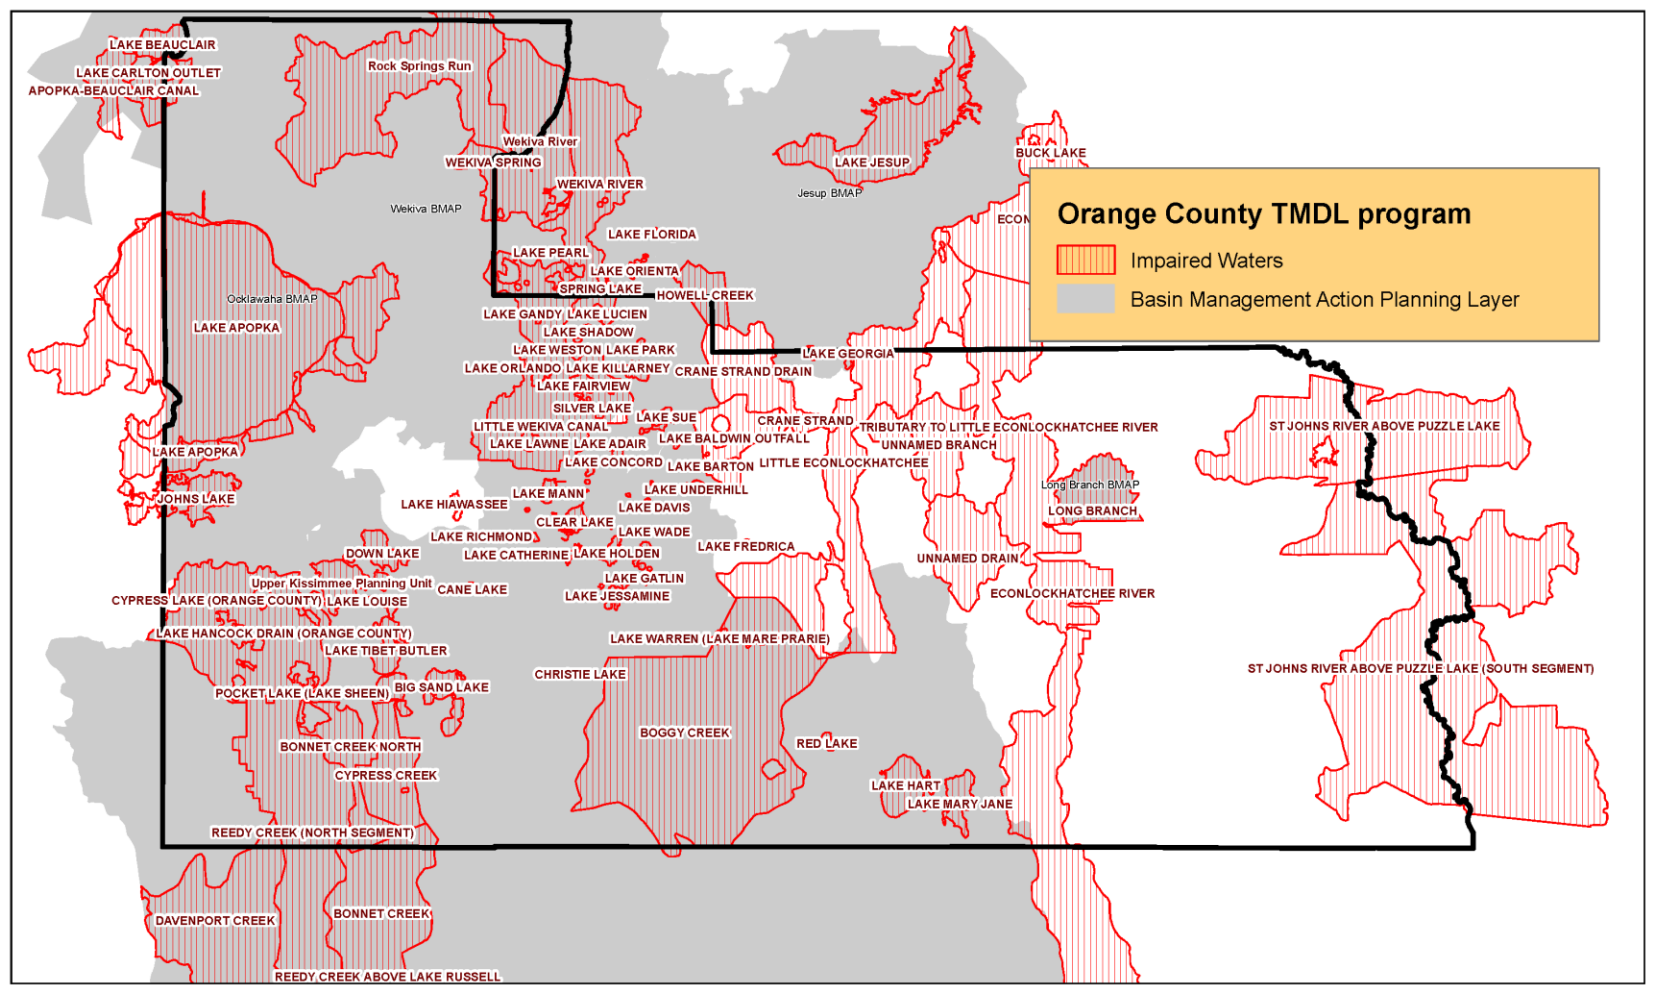 LAKE BEAUCLAIR
LAKE CARLTON OUTLET
APOPKA-BEAUCLAIR CANAL
Rock Springs Run
Wekiva River
WEKIVA SPRING
WEKIVA RIVER
Wekiva BMAP
LAKE JESUP
Jesup BMAP
BUCK LAKE
ECON
Orange County TMDL program
Impaired Waters
Basin Management Action Planning Layer
LAKE FLORIDA
LAKE PEARL
LAKE ORIENTA
SPRING LAKE
HOWELL CREEK
Ocklawaha BMAP
LAKE APOPKA
LAKE GANDY LAKE LUCIEN
LAKE SHADOW
LAKE WESTON LAKE PARK
LAKE GEORGIA
LAKE ORLANDO LAKE KILLARNEY
CRANE STRAND DRAIN
LAKE FAIRVIEW
SILVER LAKE
LAKE SUE
CRANE STRAND
LITTLE WEKIVA CANAL
TRIBUTARY TO LITTLE ECONLOCKHATCHEE RIVER
ST JOHNS RIVER ABOVE PUZZLE LAKE
LAKE LAWNE LAKE ADAIR
LAKE BALDWIN OUTFALL
UNNAMED BRANCH
LAKE APOPKA
LAKE CONCORD
LAKE BARTON
LITTLE ECONLOCKHATCHEE
Long Branch BMAP
JOHNS LAKE
LAKE MANN
LAKE UNDERHILL
LAKE HIAWASSEE
LAKE DAVIS
LONG BRANCH
CLEAR LAKE
LAKE WADE
LAKE RICHMOND
LAKE FREDRICA
DOWN LAKE
LAKE CATHERINE
LAKE HOLDEN
UNNAMED DRAIN
Upper Kissimmee Planning Unit
CANE LAKE
LAKE GATLIN
LAKE JESSAMINE
ECONLOCKHATCHEE RIVER
CYPRESS LAKE (ORANGE COUNTY)
LAKE LOUISE
LAKE HANCOCK DRAIN (ORANGE COUNTY)
LAKE WARREN (LAKE MARE PRARIE)
LAKE TIBET BUTLER
CHRISTIE LAKE
ST JOHNS RIVER ABOVE PUZZLE LAKE (SOUTH SEGMENT)
POCKET LAKE (LAKE SHEEN)
BIG SAND LAKE
BOGGY CREEK
RED LAKE
BONNET CREEK NORTH
CYPRESS CREEK
LAKE HART
LAKE MARY JANE
REEDY CREEK (NORTH SEGMENT)
DAVENPORT CREEK
BONNET CREEK
REEDY CREEK ABOVE LAKE RUSSELL